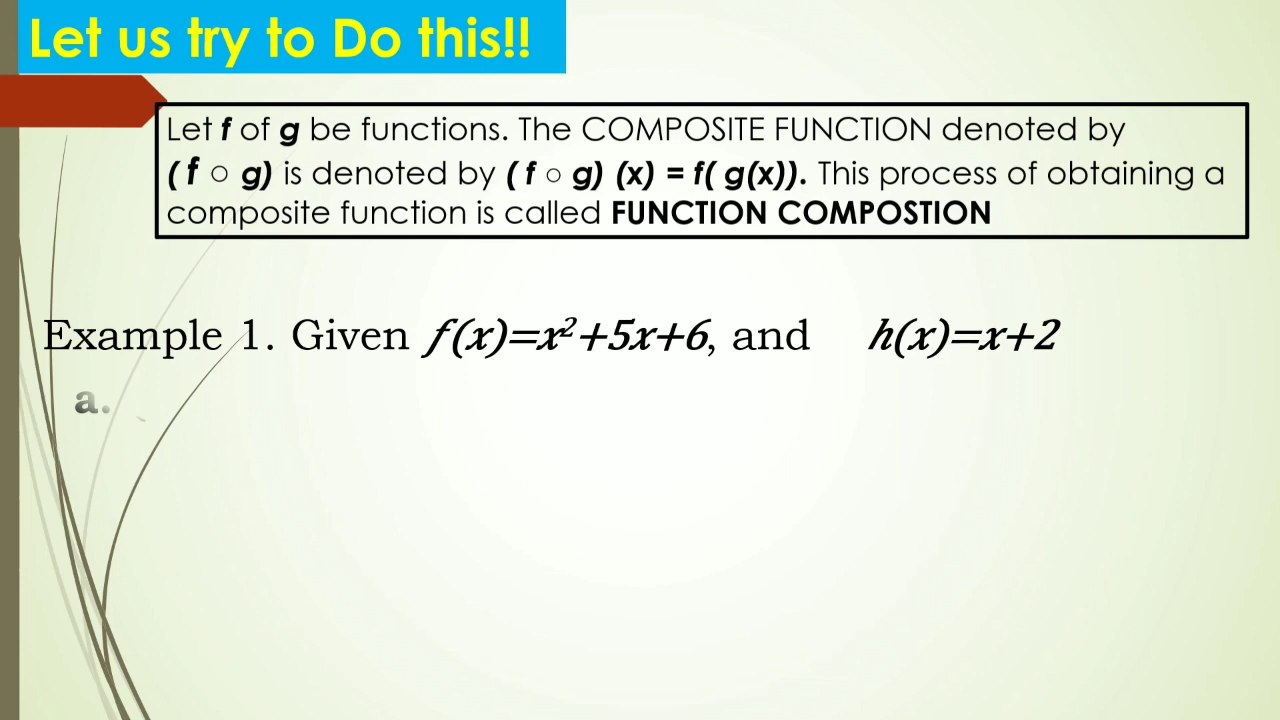 Let us try to Do this!!
Let f of g be functions. The COMPOSITE FUNCTION denoted by
( f ○ g) is denoted by ( f ○ g) (x) = f( g(x)). This process of obtaining a
composite function is called FUNCTION COMPOSTION
Example 1. Given f(x)=x²+5x+6, and h(x)=x+2
a.